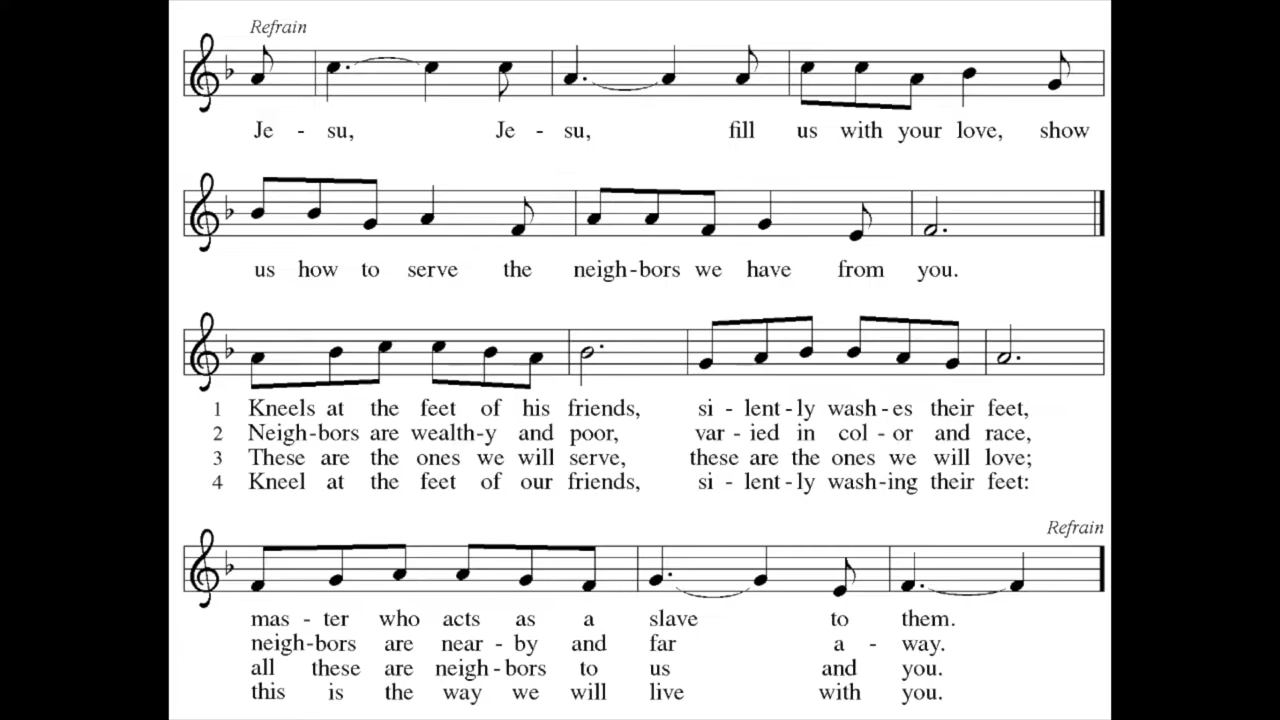 Refrain
Je - su, Je - su, fill us with your love, show
us how to serve the neigh-bors we have from you.
1 Kneels at the feet of his friends, si - lent - ly wash - es their feet,
2 Neigh-bors are wealth-y and poor, var - ied in col - or and race,
3 These are the ones we will serve, these are the ones we will love;
4 Kneel at the feet of our friends, si - lent - ly wash-ing their feet:
Refrain
mas - ter who acts as a slave to them.
neigh-bors are near - by and far a - way.
all these are neigh - bors to us and you.
this is the way we will live with you.